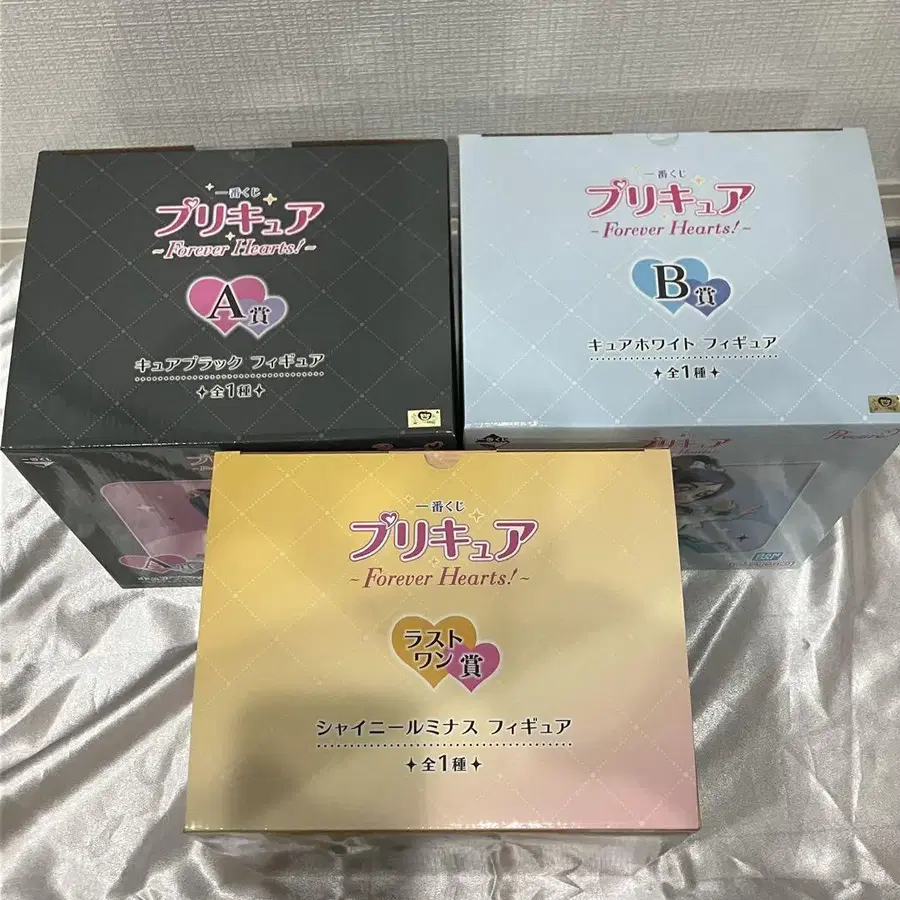 一番くじ
プリキュア
~Forever Hearts!~
A賞
キュアブラック フィギュア
全1種
一番くじ
プリキュア
~Forever Hearts!~
B賞
キュアホワイト フィギュア
全1種
一番くじ
プリキュア
~Forever Hearts!~
ラスト
ワン賞
シャイニールミナス フィギュア
全1種